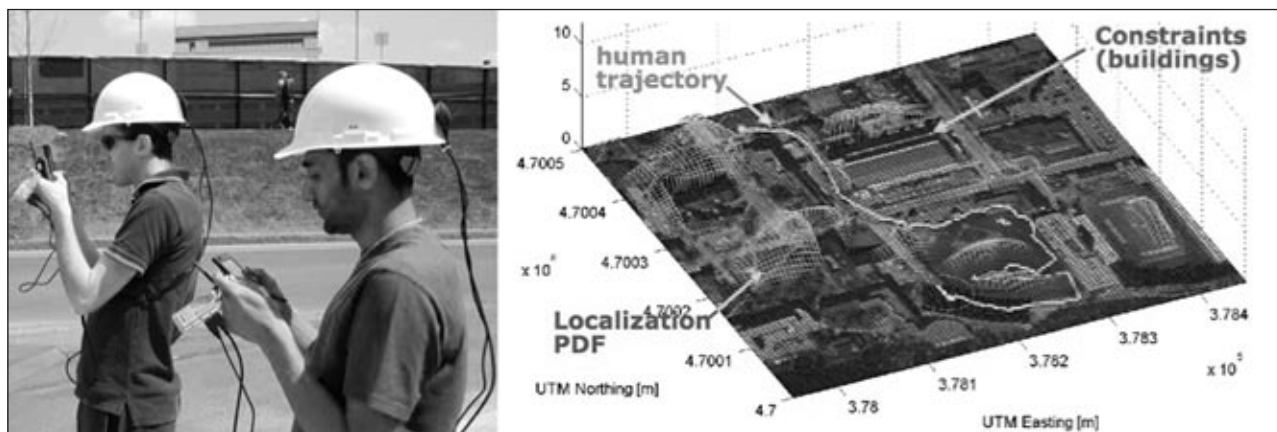 10
5
0
human
trajectory
Constraints
(buildings)
4.7005
4.7004
4.7003
x 10⁶
4.7002
Localization
PDF
4.7001
UTM Northing [m]
4.7
3.78
3.781
3.782
3.783
3.784
x 10⁵
UTM Easting [m]